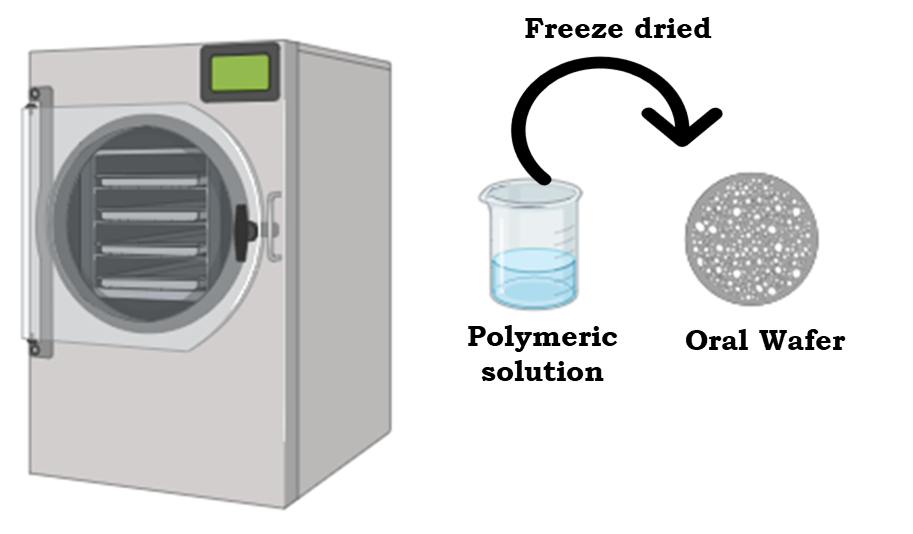 Freeze dried
Polymeric
solution
Oral Wafer